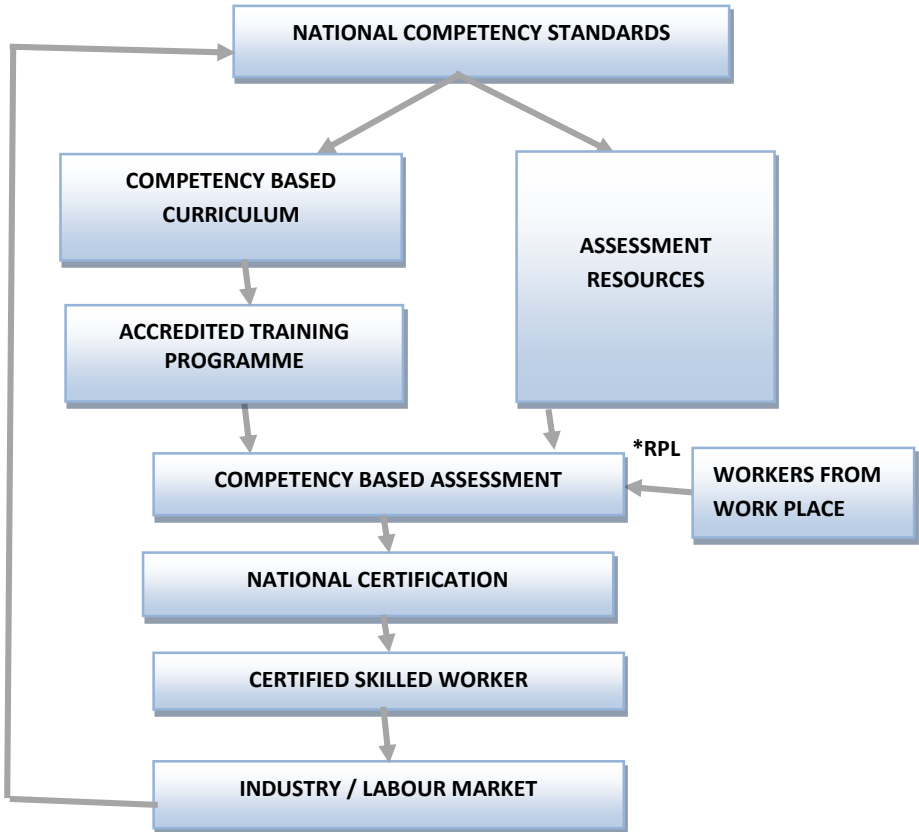 NATIONAL COMPETENCY STANDARDS
COMPETENCY BASED
CURRICULUM
ASSESSMENT
RESOURCES
ACCREDITED TRAINING
PROGRAMME
*RPL
COMPETENCY BASED ASSESSMENT
WORKERS FROM
WORK PLACE
NATIONAL CERTIFICATION
CERTIFIED SKILLED WORKER
INDUSTRY / LABOUR MARKET